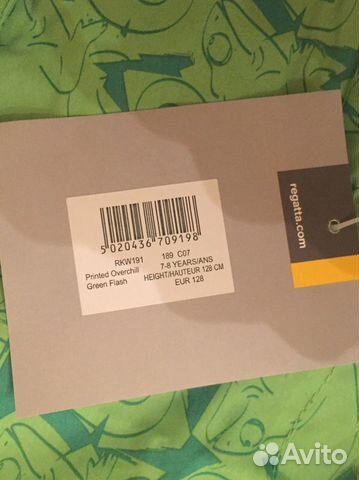 5 020436 709198
RKW191 189 C07
Printed Overchill 7-8 YEARS/ANS
Green Flash HEIGHT/HAUTEUR 128 CM
EUR 128
regatta.com
Avito